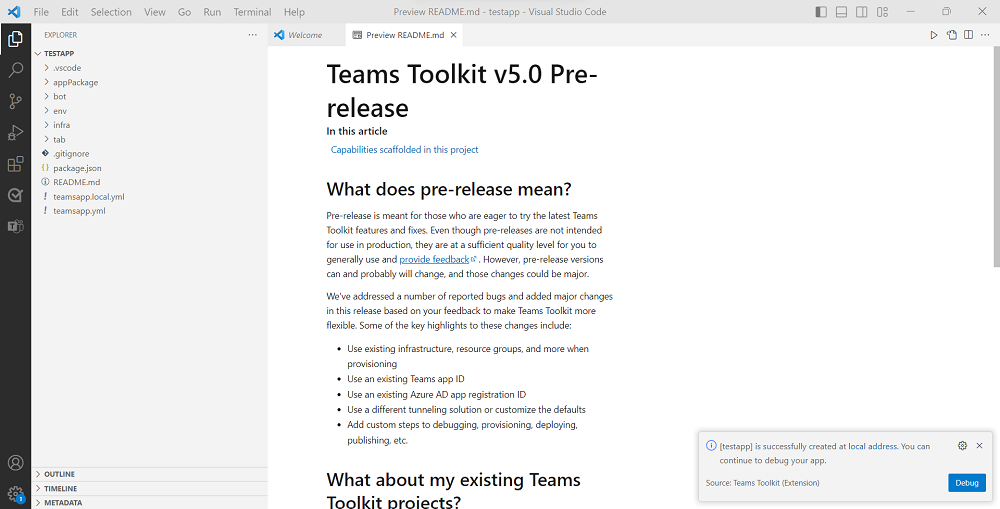 File Edit Selection View Go Run Terminal Help
Preview README.md - testapp - Visual Studio Code
EXPLORER
TESTAPP
.vscode
appPackage
bot
env
infra
tab
.gitignore
package.json
README.md
teamsapp.local.yml
teamsapp.yml
OUTLINE
TIMELINE
METADATA
1
Welcome
Preview README.md
Teams Toolkit v5.0 Pre-
release
In this article
Capabilities scaffolded in this project
What does pre-release mean?
Pre-release is meant for those who are eager to try the latest Teams
Toolkit features and fixes. Even though pre-releases are not intended
for use in production, they are at a sufficient quality level for you to
generally use and provide feedback. However, pre-release versions
can and probably will change, and those changes could be major.
We've addressed a number of reported bugs and added major changes
in this release based on your feedback to make Teams Toolkit more
flexible. Some of the key highlights to these changes include:
• Use existing infrastructure, resource groups, and more when
provisioning
• Use an existing Teams app ID
• Use an existing Azure AD app registration ID
• Use a different tunneling solution or customize the defaults
• Add custom steps to debugging, provisioning, deploying,
publishing, etc.
What about my existing Teams
Toolkit projects?
[testapp] is successfully created at local address. You can
continue to debug your app.
Source: Teams Toolkit (Extension)
Debug